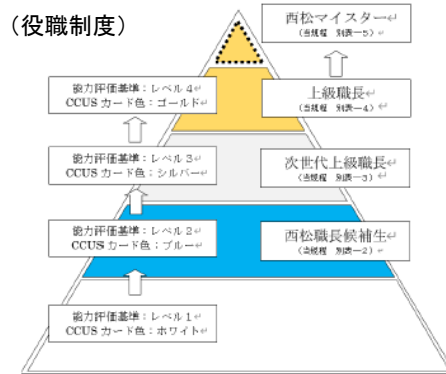 (役職制度)
西松マイスター
(当規程 別表―5)
能力評価基準：レベル4
CCUSカード色：ゴールド
上級職長
(当規程 別表―4)
能力評価基準：レベル3
CCUSカード色：シルバー
次世代上級職長
(当規程 別表―3)
能力評価基準：レベル2
CCUSカード色：ブルー
西松職長候補生
(当規程 別表―2)
能力評価基準：レベル1
CCUSカード色：ホワイト